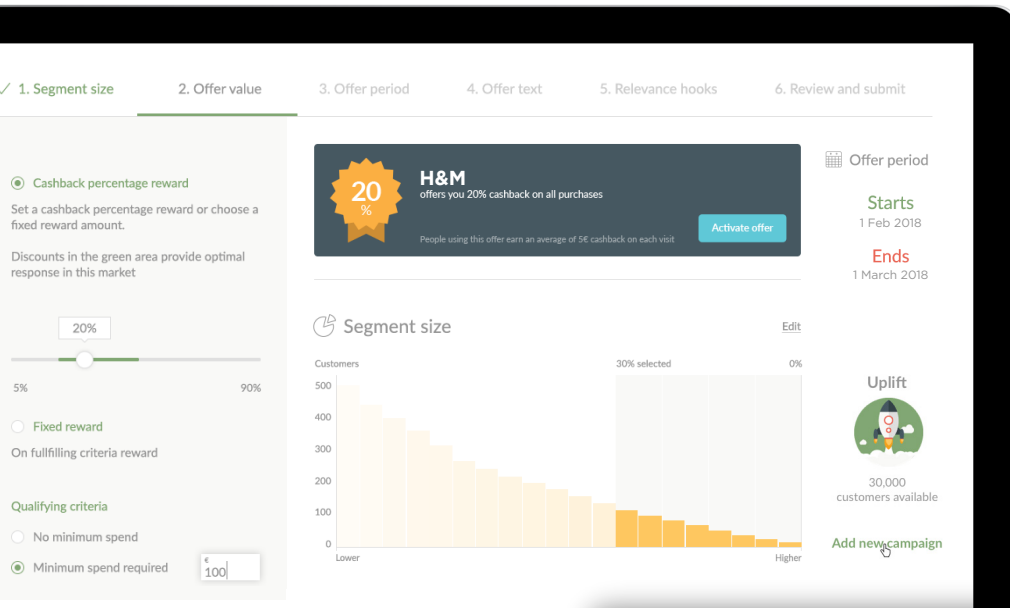 1. Segment size
2. Offer value
3. Offer period
4. Offer text
5. Relevance hooks
6. Review and submit
Cashback percentage reward
Set a cashback percentage reward or choose a
fixed reward amount.
Discounts in the green area provide optimal
response in this market
20%
5%
90%
Fixed reward
On fullfilling criteria reward
Qualifying criteria
No minimum spend
Minimum spend required
€
100
20
%
H&M
offers you 20% cashback on all purchases
People using this offer earn an average of 5€ cashback on each visit
Activate offer
Segment size
Edit
Customers
30% selected
0%
500
400
300
200
100
0
Lower
Higher
Offer period
Starts
1 Feb 2018
Ends
1 March 2018
Uplift
30,000
customers available
Add new campaign